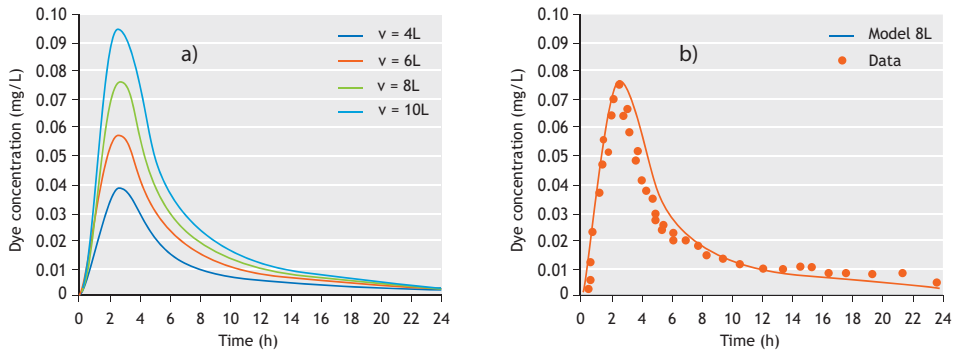 a)
Dye concentration (mg/L)
0.10
0.09
0.08
0.07
0.06
0.05
0.04
0.03
0.02
0.01
0
v = 4L
v = 6L
v = 8L
v = 10L
0 2 4 6 8 10 12 14 16 18 20 22 24
Time (h)
b)
Dye concentration (mg/L)
0.10
0.09
0.08
0.07
0.06
0.05
0.04
0.03
0.02
0.01
0
Model 8L
Data
0 2 4 6 8 10 12 14 16 18 20 22 24
Time (h)